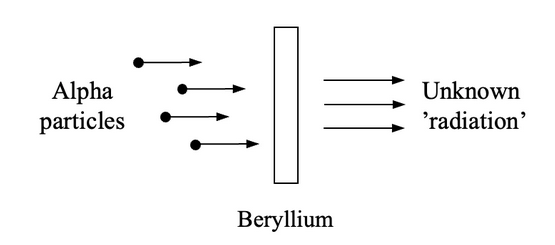 Alpha
particles
Unknown
’radiation’
Beryllium